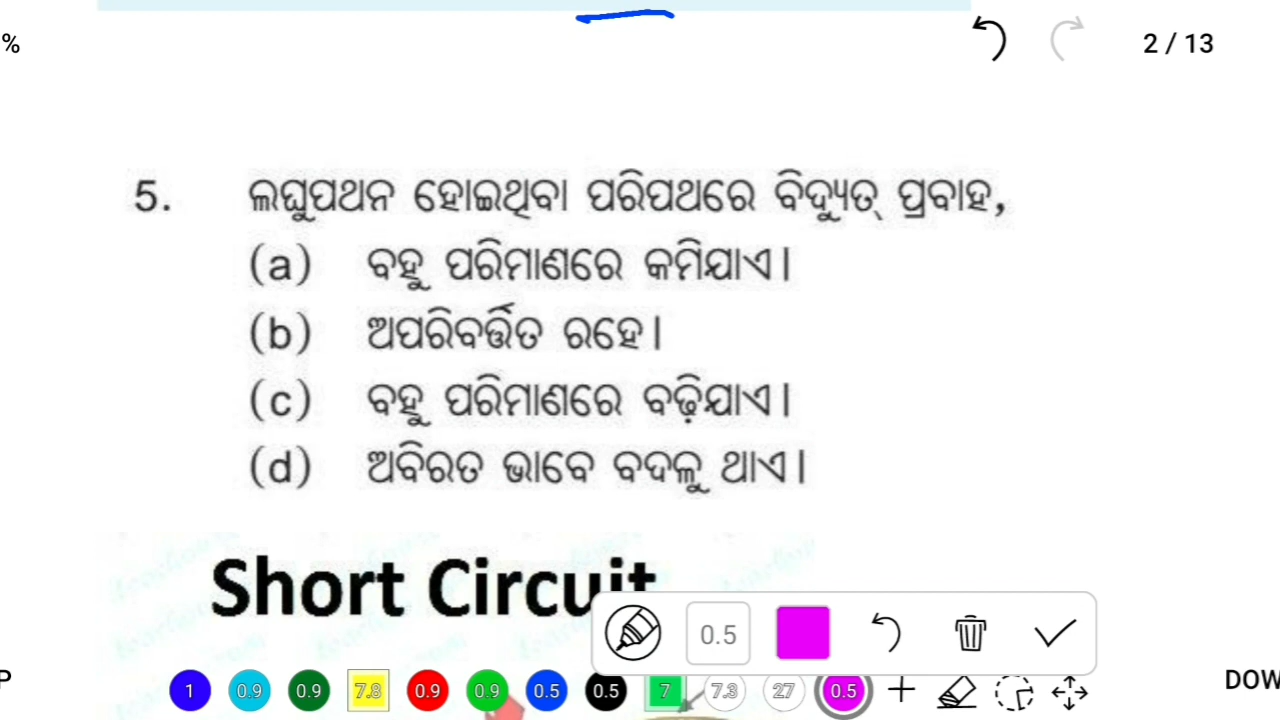 %
2 / 13
5. ଲଘୁପଥନ ହୋଇଥିବା ପରିପଥରେ ବିଦ୍ୟୁତ୍ ପ୍ରବାହ,
(a) ବହୁ ପରିମାଣରେ କମିଯାଏ।
(b) ଅପରିବର୍ତ୍ତିତ ରହେ।
(c) ବହୁ ପରିମାଣରେ ବଢ଼ିଯାଏ।
(d) ଅବିରତ ଭାବେ ବଦଳୁ ଥାଏ।
Short Circuit
0.5
P 1 0.9 0.9 7.8 0.9 0.9 0.5 0.5 7 7.3 27 0.5 DOW